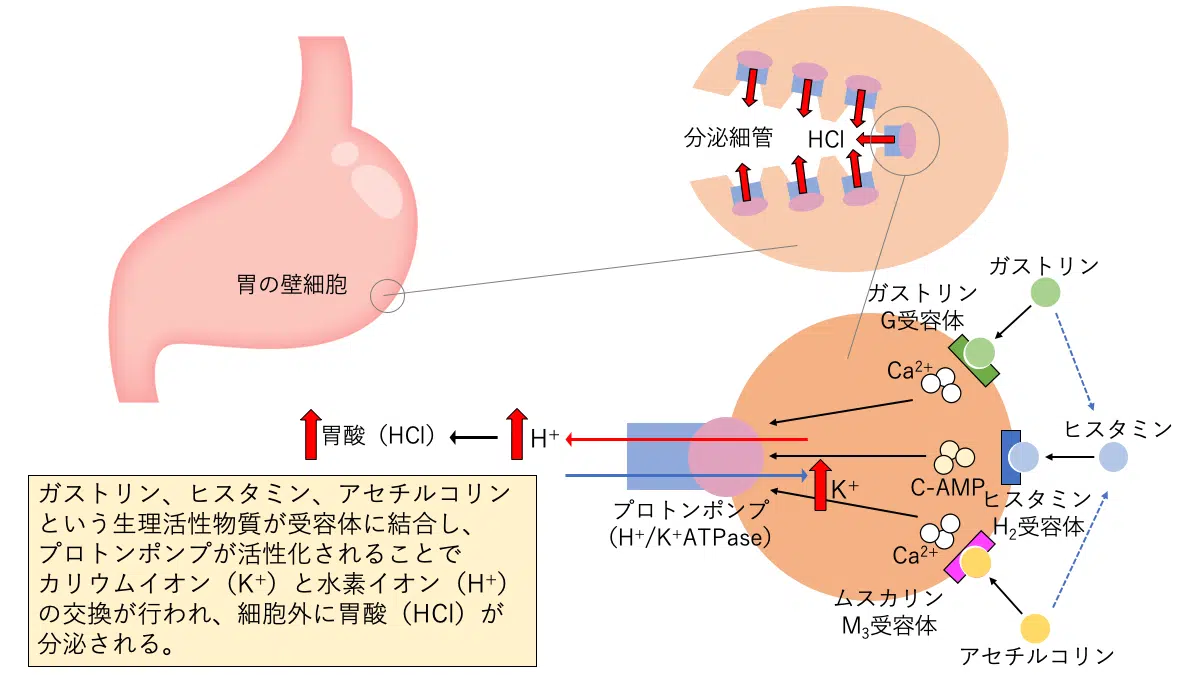 分泌細管
HCl
胃の壁細胞
ガストリン
ガストリン
G受容体
Ca²⁺
ヒスタミン
胃酸（HCl）
H⁺
K⁺
C-AMP
ヒスタミン
H₂受容体
プロトンポンプ
（H⁺/K⁺ATPase）
Ca²⁺
ムスカリン
M₃受容体
アセチルコリン
ガストリン、ヒスタミン、アセチルコリン
という生理活性物質が受容体に結合し、
プロトンポンプが活性化されることで
カリウムイオン（K⁺）と水素イオン（H⁺）
の交換が行われ、細胞外に胃酸（HCl）が
分泌される。